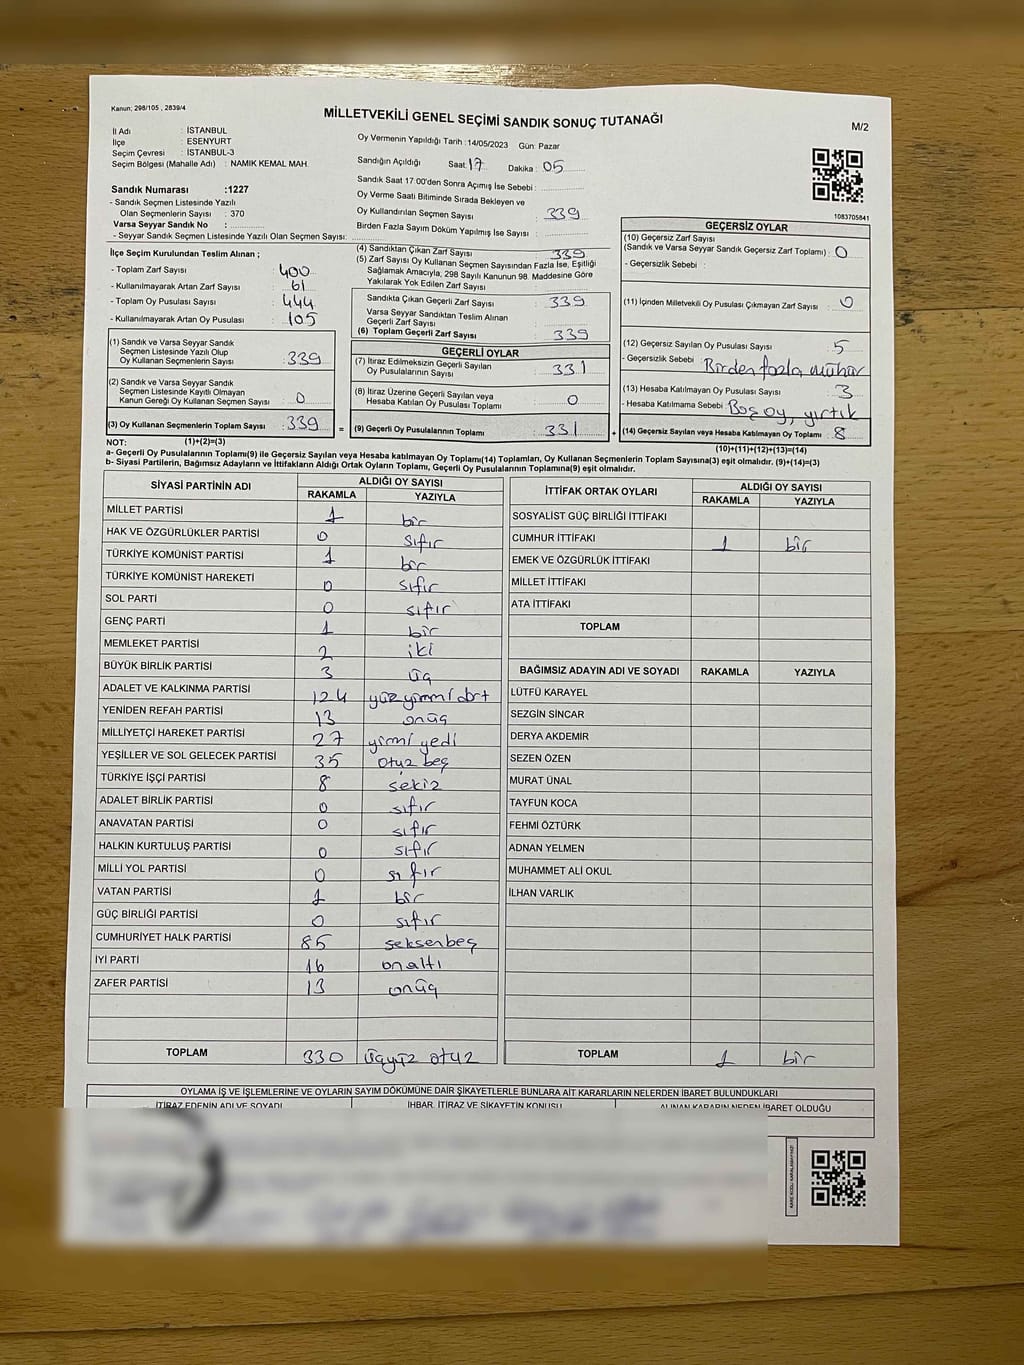 Kanun; 298/105 , 2839/4
MİLLETVEKİLİ GENEL SEÇİMİ SANDIK SONUÇ TUTANAĞI
M/2
İl Adı : İSTANBUL
İlçe : ESENYURT
Seçim Çevresi : İSTANBUL-3
Seçim Bölgesi (Mahalle Adı) : NAMIK KEMAL MAH.
Sandık Numarası :1227
- Sandık Seçmen Listesinde Yazılı
Olan Seçmenlerin Sayısı : 370
Varsa Seyyar Sandık No :
- Seyyar Sandık Seçmen Listesinde Yazılı Olan Seçmen Sayısı:
Oy Vermenin Yapıldığı Tarih :14/05/2023 Gün: Pazar
Sandığın Açıldığı Saat: 17 Dakika : 05
Sandık Saat 17:00'den Sonra Açımış İse Sebebi :
Oy Verme Saati Bitiminde Sırada Bekleyen ve
Oy Kullandırılan Seçmen Sayısı : 339
Birden Fazla Sayım Döküm Yapılmış İse Sayısı :
1083705841
İlçe Seçim Kurulundan Teslim Alınan ;
- Toplam Zarf Sayısı : 400
- Kullanılmayarak Artan Zarf Sayısı : 61
- Toplam Oy Pusulası Sayısı : 444
- Kullanılmayarak Artan Oy Pusulası : 105
(1) Sandık ve Varsa Seyyar Sandık
Seçmen Listesinde Yazılı Olup
Oy Kullanan Seçmenlerin Sayısı : 339
(2) Sandık ve Varsa Seyyar Sandık
Seçmen Listesinde Kayıtlı Olmayan
Kanun Gereği Oy Kullanan Seçmen Sayısı : 0
(3) Oy Kullanan Seçmenlerin Toplam Sayısı : 339
(4) Sandıktan Çıkan Zarf Sayısı : 339
(5) Zarf Sayısı Oy Kullanan Seçmen Sayısından Fazla İse, Eşitliği
Sağlamak Amacıyla, 298 Sayılı Kanunun 98. Maddesine Göre
Yakılarak Yok Edilen Zarf Sayısı :
Sandıkta Çıkan Geçerli Zarf Sayısı : 339
Varsa Seyyar Sandıktan Teslim Alınan
Geçerli Zarf Sayısı :
(6) Toplam Geçerli Zarf Sayısı : 339
GEÇERLİ OYLAR
(7) İtiraz Edilmeksizin Geçerli Sayılan
Oy Pusulalarının Sayısı : 331
(8) İtiraz Üzerine Geçerli Sayılan veya
Hesaba Katılan Oy Pusulası Toplamı : 0
= (9) Geçerli Oy Pusulalarının Toplamı : 331 +
GEÇERSİZ OYLAR
(10) Geçersiz Zarf Sayısı
(Sandık ve Varsa Seyyar Sandık Geçersiz Zarf Toplamı) : 0
- Geçersizlik Sebebi :
(11) İçinden Milletvekili Oy Pusulası Çıkmayan Zarf Sayısı : 0
(12) Geçersiz Sayılan Oy Pusulası Sayısı : 5
- Geçersizlik Sebebi : Birden fazla mühür
(13) Hesaba Katılmayan Oy Pusulası Sayısı : 3
- Hesaba Katılmama Sebebi : Boş oy, yırtık
(14) Geçersiz Sayılan veya Hesaba Katılmayan Oy Toplamı : 8
NOT: (1)+(2)=(3) (10)+(11)+(12)+(13)=(14)
a- Geçerli Oy Pusulalarının Toplamı(9) ile Geçersiz Sayılan veya Hesaba katılmayan Oy Toplamı(14) Toplamları, Oy Kullanan Seçmenlerin Toplam Sayısına(3) eşit olmalıdır. (9)+(14)=(3)
b- Siyasi Partilerin, Bağımsız Adayların ve İttifakların Aldığı Ortak Oyların Toplamı, Geçerli Oy Pusulalarının Toplamına(9) eşit olmalıdır.
SİYASİ PARTİNİN ADI ALDIĞI OY SAYISI
RAKAMLA YAZIYLA
MİLLET PARTİSİ 1 bir
HAK VE ÖZGÜRLÜKLER PARTİSİ 0 sıfır
TÜRKİYE KOMÜNİST PARTİSİ 1 bir
TÜRKİYE KOMÜNİST HAREKETİ 0 sıfır
SOL PARTİ 0 sıfır
GENÇ PARTİ 1 bir
MEMLEKET PARTİSİ 2 iki
BÜYÜK BİRLİK PARTİSİ 3 üç
ADALET VE KALKINMA PARTİSİ 124 yüz yirmi dört
YENİDEN REFAH PARTİSİ 13 onüç
MİLLİYETÇİ HAREKET PARTİSİ 27 yirmi yedi
YEŞİLLER VE SOL GELECEK PARTİSİ 35 otuz beş
TÜRKİYE İŞÇİ PARTİSİ 8 sekiz
ADALET BİRLİK PARTİSİ 0 sıfır
ANAVATAN PARTİSİ 0 sıfır
HALKIN KURTULUŞ PARTİSİ 0 sıfır
MİLLİ YOL PARTİSİ 0 sıfır
VATAN PARTİSİ 1 bir
GÜÇ BİRLİĞİ PARTİSİ 0 sıfır
CUMHURİYET HALK PARTİSİ 85 seksenbeş
İYİ PARTİ 16 onaltı
ZAFER PARTİSİ 13 onüç
TOPLAM 330 üçyüz otuz
İTTİFAK ORTAK OYLARI ALDIĞI OY SAYISI
RAKAMLA YAZIYLA
SOSYALİST GÜÇ BİRLİĞİ İTTİFAKI
CUMHUR İTTİFAKI 1 bir
EMEK VE ÖZGÜRLÜK İTTİFAKI
MİLLET İTTİFAKI
ATA İTTİFAKI
TOPLAM
BAĞIMSIZ ADAYIN ADI VE SOYADI RAKAMLA YAZIYLA
LÜTFÜ KARAYEL
SEZGİN SİNCAR
DERYA AKDEMİR
SEZEN ÖZEN
MURAT ÜNAL
TAYFUN KOCA
FEHMİ ÖZTÜRK
ADNAN YELMEN
MUHAMMET ALİ OKUL
İLHAN VARLIK
TOPLAM 1 bir
OYLAMA İŞ VE İŞLEMLERİNE VE OYLARIN SAYIM DÖKÜMÜNE DAİR ŞİKAYETLERLE BUNLARA AİT KARARLARIN NELERDEN İBARET BULUNDUKLARI
İTİRAZ EDENİN ADI VE SOYADI İHBAR, İTİRAZ VE ŞİKAYETİN KONUSU ALINAN KARARIN NEDEN İBARET OLDUĞU